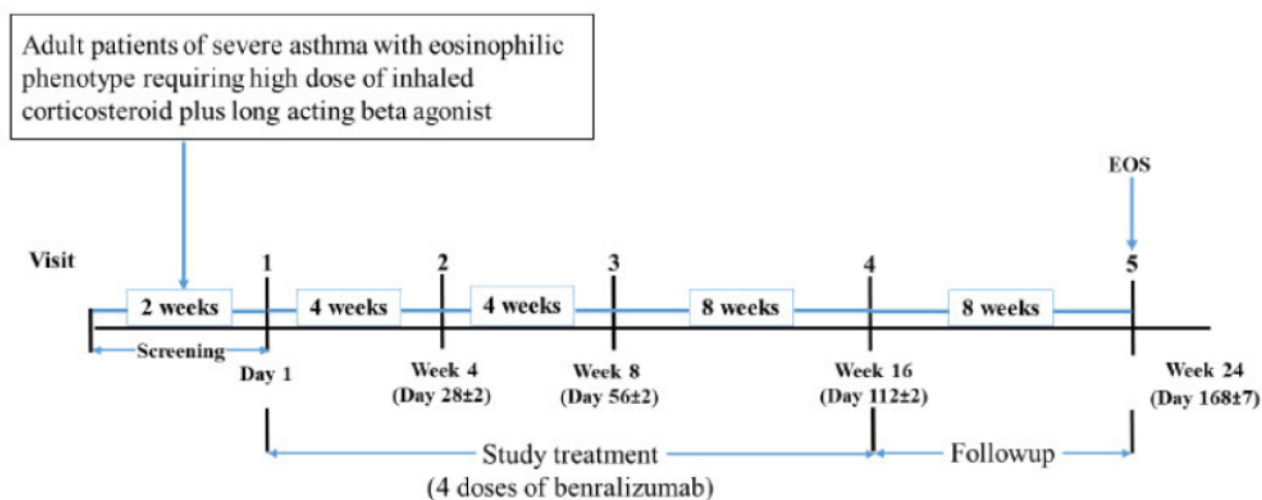 Adult patients of severe asthma with eosinophilic
phenotype requiring high dose of inhaled
corticosteroid plus long acting beta agonist
EOS
Visit
1
2
3
4
5
2 weeks
4 weeks
4 weeks
8 weeks
8 weeks
Screening
Day 1
Week 4
(Day 28±2)
Week 8
(Day 56±2)
Week 16
(Day 112±2)
Week 24
(Day 168±7)
Study treatment
(4 doses of benralizumab)
Followup